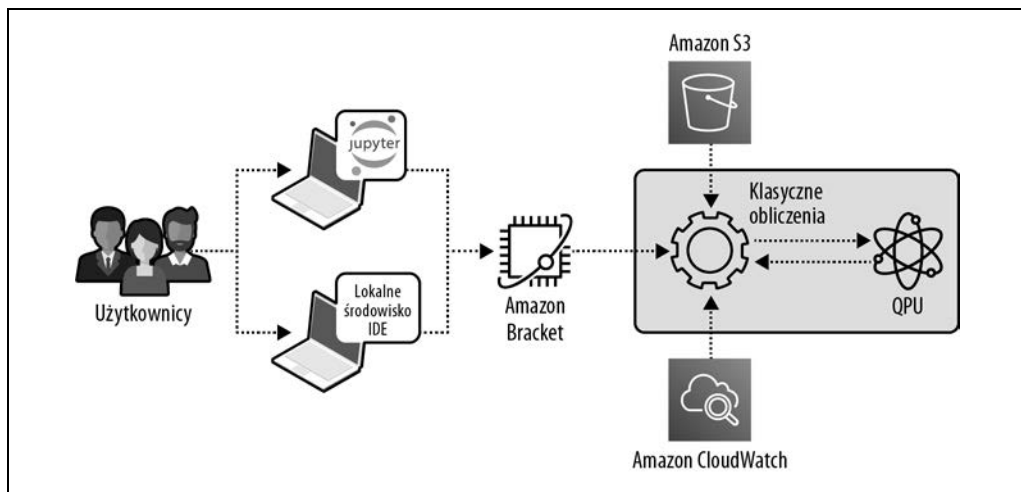 Amazon S3
jupyter
Klasyczne
obliczenia
Lokalne
środowisko
IDE
Użytkownicy
Amazon
Bracket
QPU
Amazon CloudWatch